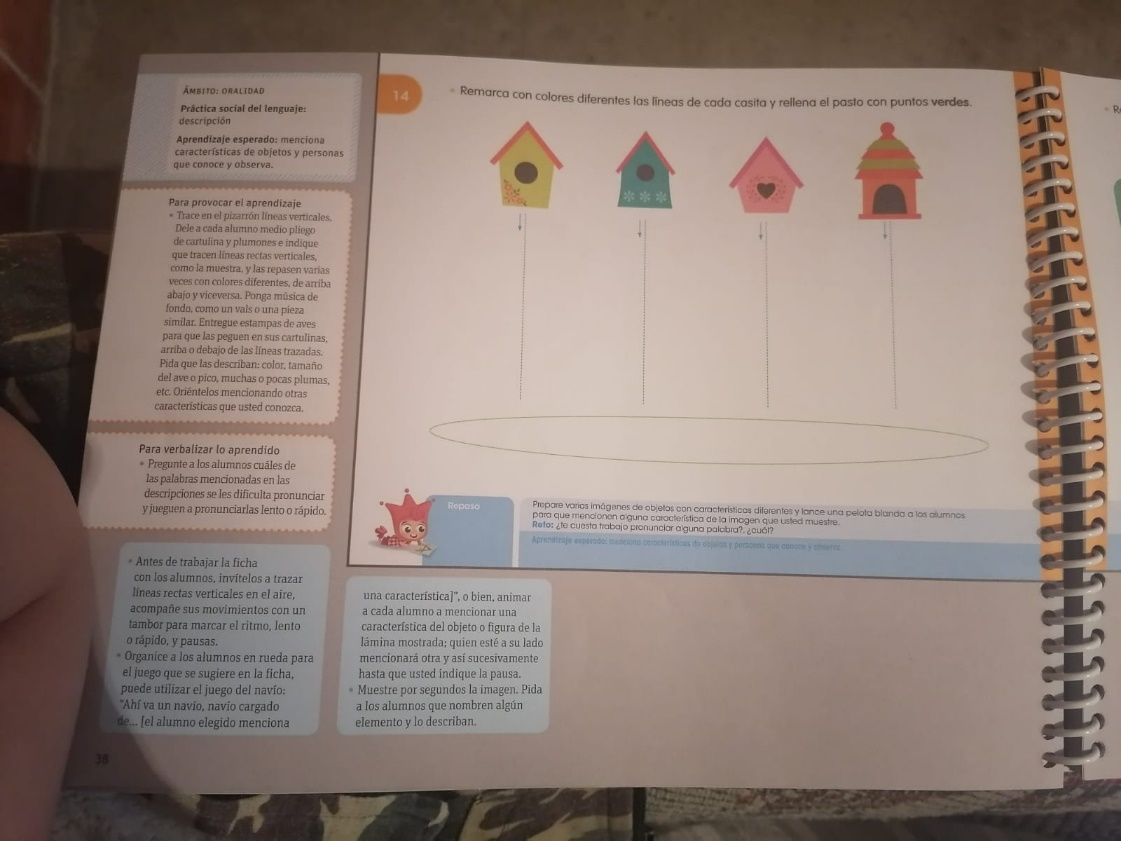 ÁMBITO: ORALIDAD
Práctica social del lenguaje:
descripción
Aprendizaje esperado: menciona
características de objetos y personas
que conoce y observa.
Para provocar el aprendizaje
• Trace en el pizarrón líneas verticales.
Dele a cada alumno medio pliego
de cartulina y plumones e indique
que tracen líneas rectas verticales,
como la muestra, y las repasen varias
veces con colores diferentes, de arriba
abajo y viceversa. Ponga música de
fondo, como un vals o una pieza
similar. Entregue estampas de aves
para que las peguen en sus cartulinas,
arriba o debajo de las líneas trazadas.
Pida que las describan: color, tamaño
del ave o pico, muchas o pocas plumas,
etc. Oriéntelos mencionando otras
características que usted conozca.
Para verbalizar lo aprendido
• Pregunte a los alumnos cuáles de
las palabras mencionadas en las
descripciones se les dificulta pronunciar
y jueguen a pronunciarlas lento o rápido.
• Antes de trabajar la ficha
con los alumnos, invítelos a trazar
líneas rectas verticales en el aire,
acompañe sus movimientos con un
tambor para marcar el ritmo, lento
o rápido, y pausas.
• Organice a los alumnos en rueda para
el juego que se sugiere en la ficha,
puede utilizar el juego del navío:
"Ahí va un navío, navío cargado
de... [el alumno elegido menciona
38
14
• Remarca con colores diferentes las líneas de cada casita y rellena el pasto con puntos verdes.
Repaso
Prepare varias imágenes de objetos con características diferentes y lance una pelota blanda a los alumnos
para que mencionen alguna característica de la imagen que usted muestre.
Reto: ¿te cuesta trabajo pronunciar alguna palabra?, ¿cuál?
Aprendizaje esperado: menciona características de objetos y personas que conoce y observa.
una característica]", o bien, animar
a cada alumno a mencionar una
característica del objeto o figura de la
lámina mostrada; quien esté a su lado
mencionará otra y así sucesivamente
hasta que usted indique la pausa.
• Muestre por segundos la imagen. Pida
a los alumnos que nombren algún
elemento y lo describan.